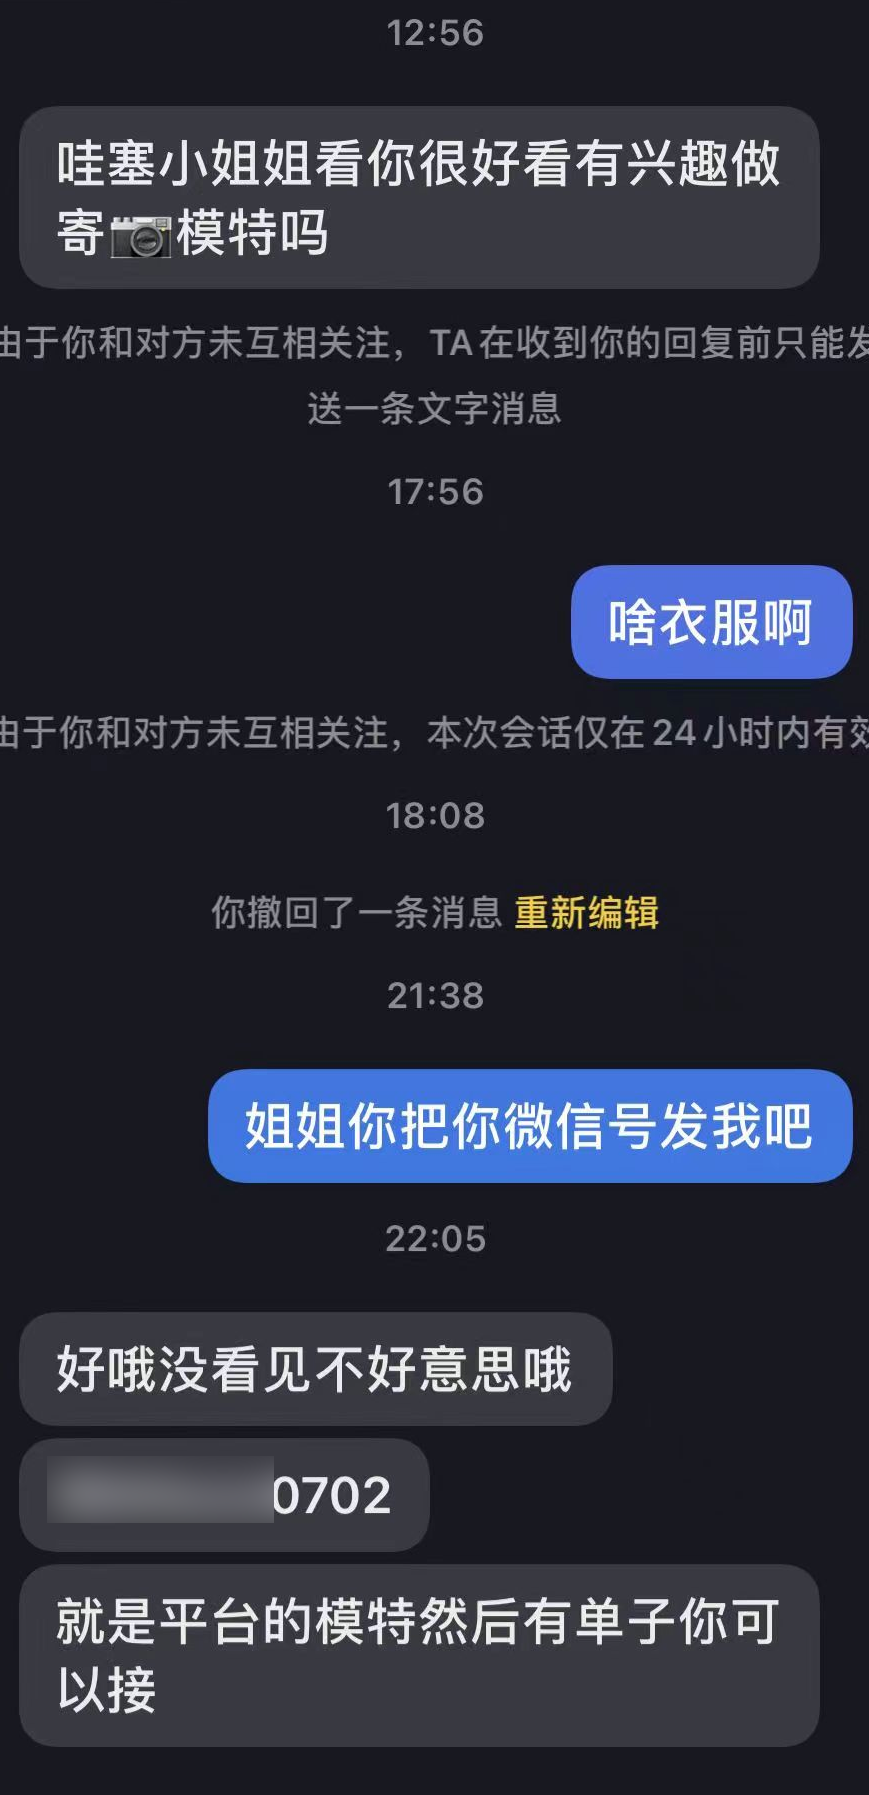 12:56
哇塞小姐姐看你很好看有兴趣做
寄📷模特吗
由于你和对方未互相关注，TA在收到你的回复前只能发
送一条文字消息
17:56
啥衣服啊
由于你和对方未互相关注，本次会话仅在24小时内有效
18:08
你撤回了一条消息 重新编辑
21:38
姐姐你把你微信号发我吧
22:05
好哦没看见不好意思哦
0702
就是平台的模特然后有单子你可
以接